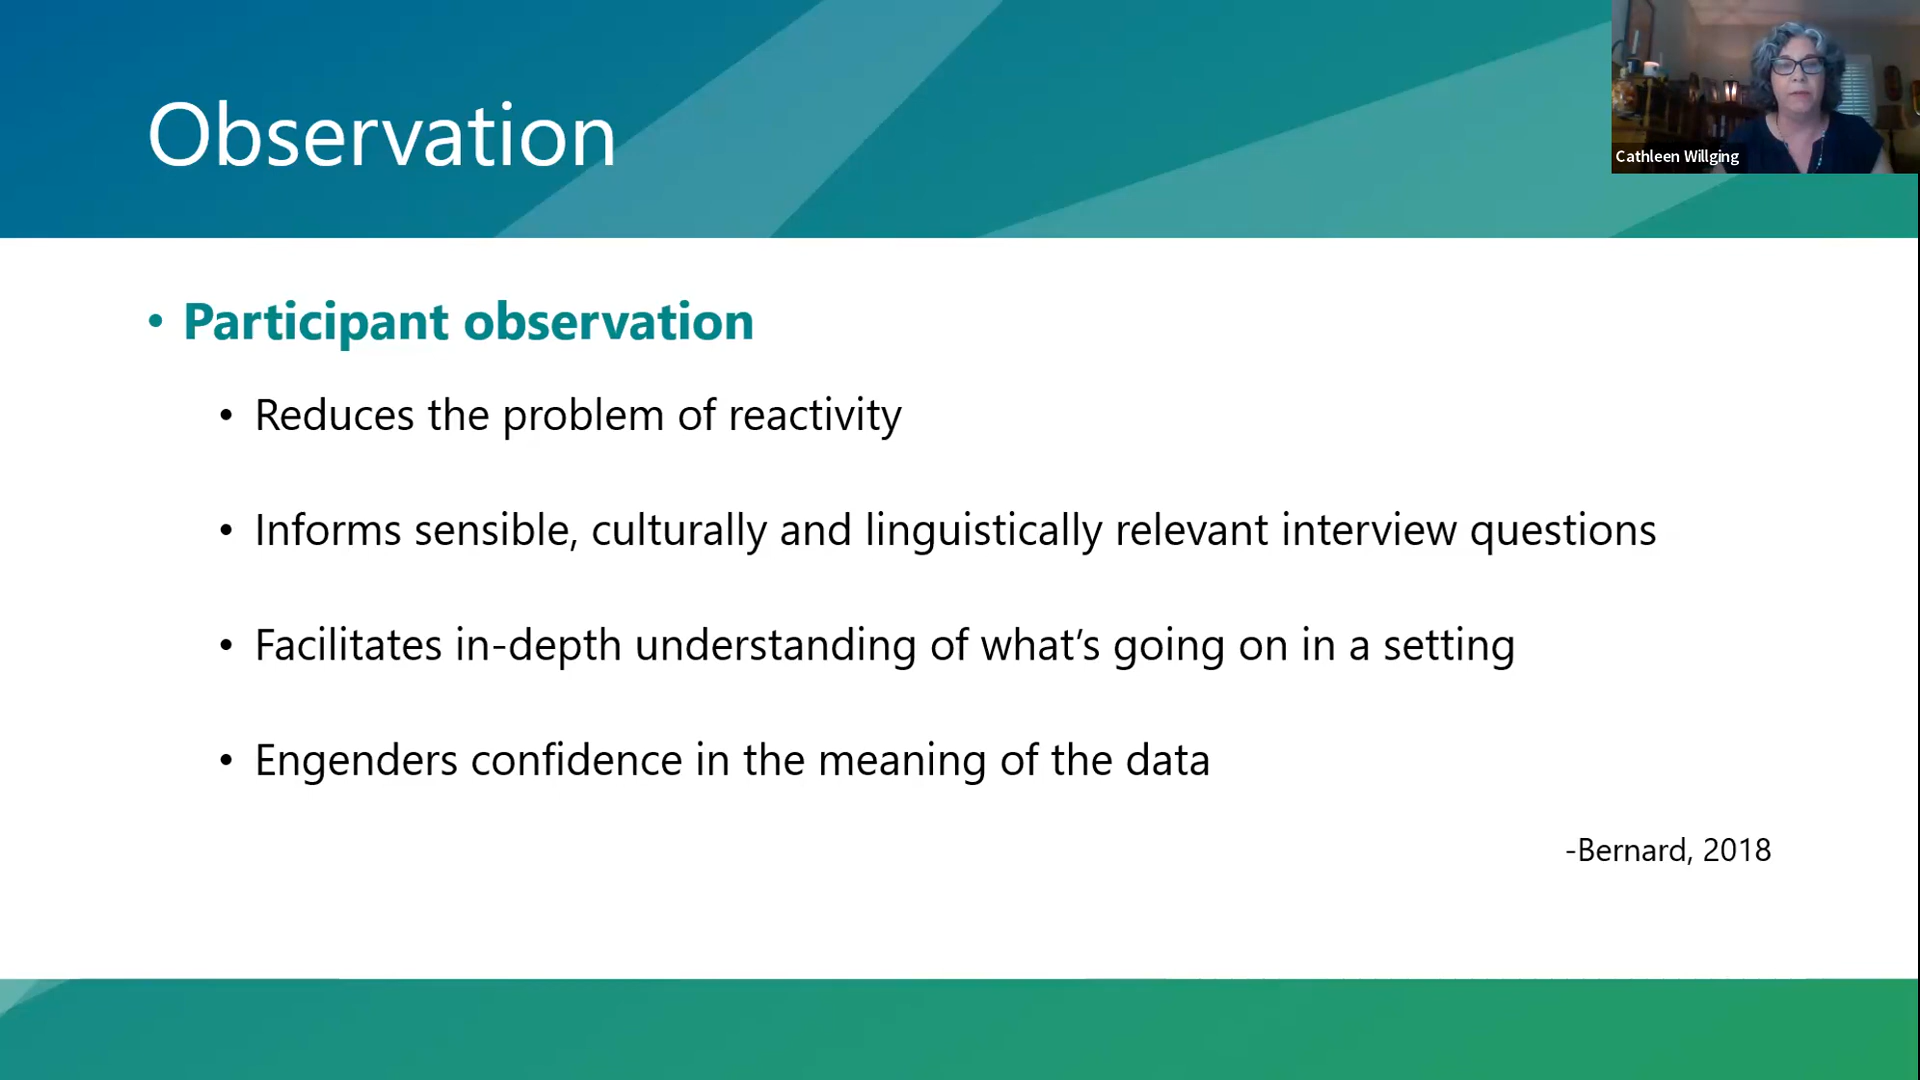 Observation
Cathleen Willging
• Participant observation
• Reduces the problem of reactivity
• Informs sensible, culturally and linguistically relevant interview questions
• Facilitates in-depth understanding of what’s going on in a setting
• Engenders confidence in the meaning of the data
-Bernard, 2018